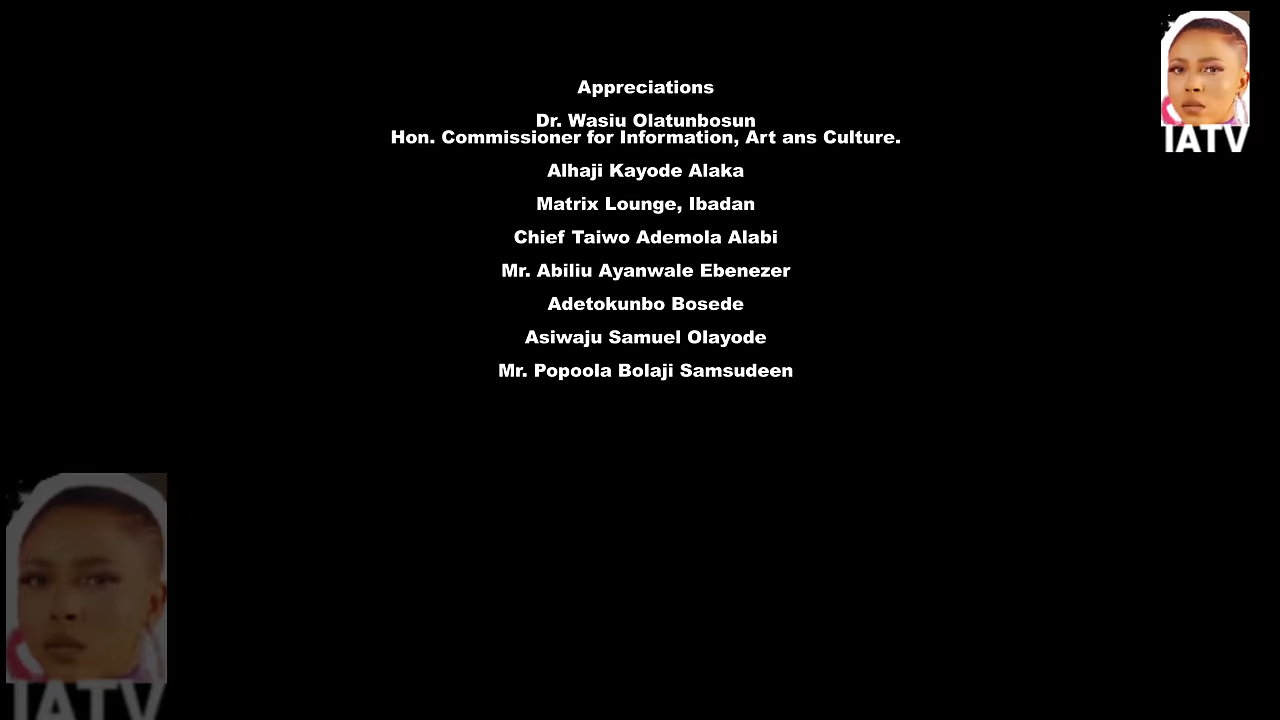 Appreciations
Dr. Wasiu Olatunbosun
Hon. Commissioner for Information, Art ans Culture.
Alhaji Kayode Alaka
Matrix Lounge, Ibadan
Chief Taiwo Ademola Alabi
Mr. Abiliu Ayanwale Ebenezer
Adetokunbo Bosede
Asiwaju Samuel Olayode
Mr. Popoola Bolaji Samsudeen
IATV
IATV